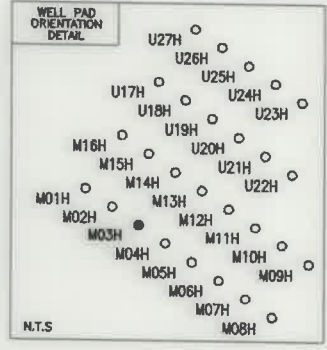 WELL PAD
ORIENTATION
DETAIL
U27H
U26H
U25H
U24H
U23H
U17H
U18H
U19H
U20H
U21H
U22H
M16H
M15H
M14H
M13H
M12H
M11H
M10H
M09H
M01H
M02H
M03H
M04H
M05H
M06H
M07H
M08H
N.T.S